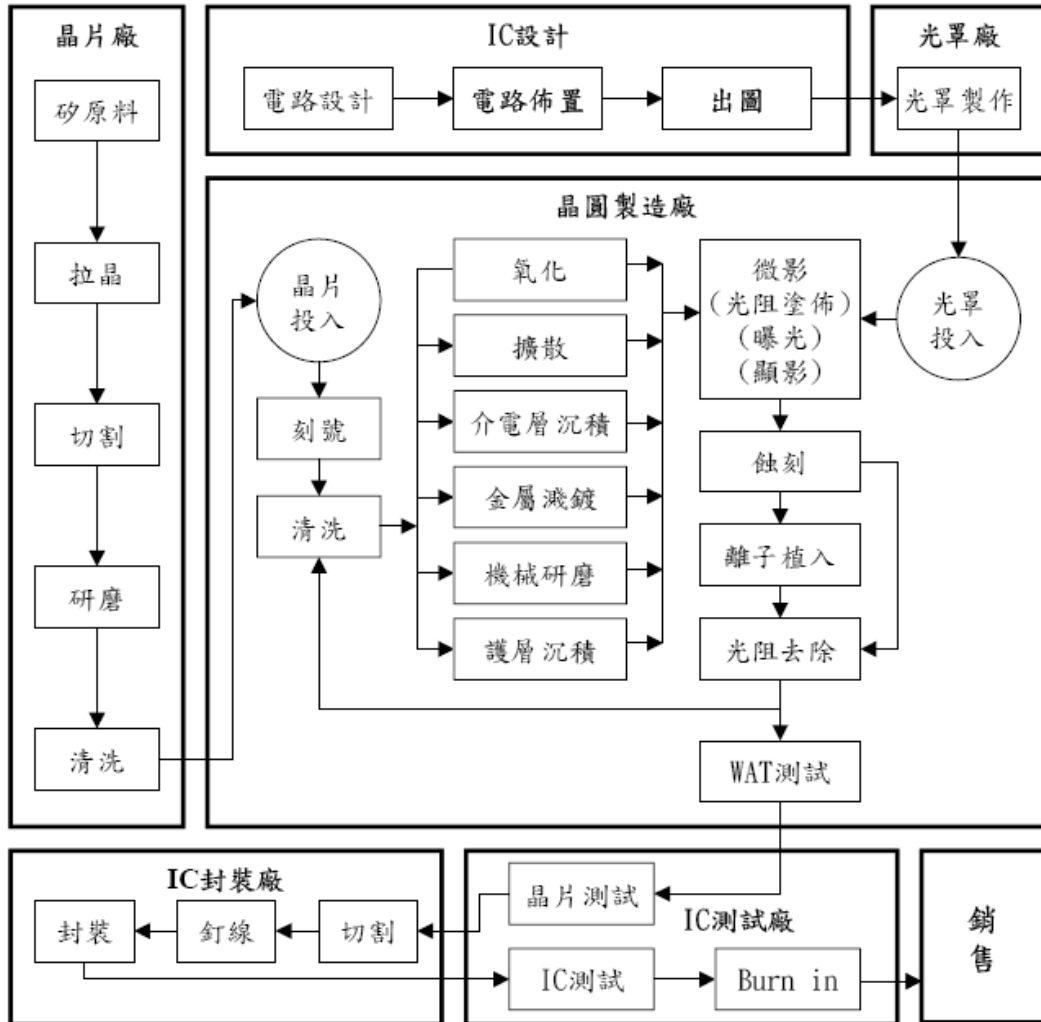 晶片廠
矽原料
拉晶
切割
研磨
清洗
IC設計
電路設計
電路佈置
出圖
光罩廠
光罩製作
晶圓製造廠
晶片
投入
刻號
清洗
氧化
擴散
介電層沉積
金屬濺鍍
機械研磨
護層沉積
微影
(光阻塗佈)
(曝光)
(顯影)
光罩
投入
蝕刻
離子植入
光阻去除
WAT測試
IC封裝廠
封裝
釘線
切割
IC測試廠
晶片測試
IC測試
Burn in
銷
售